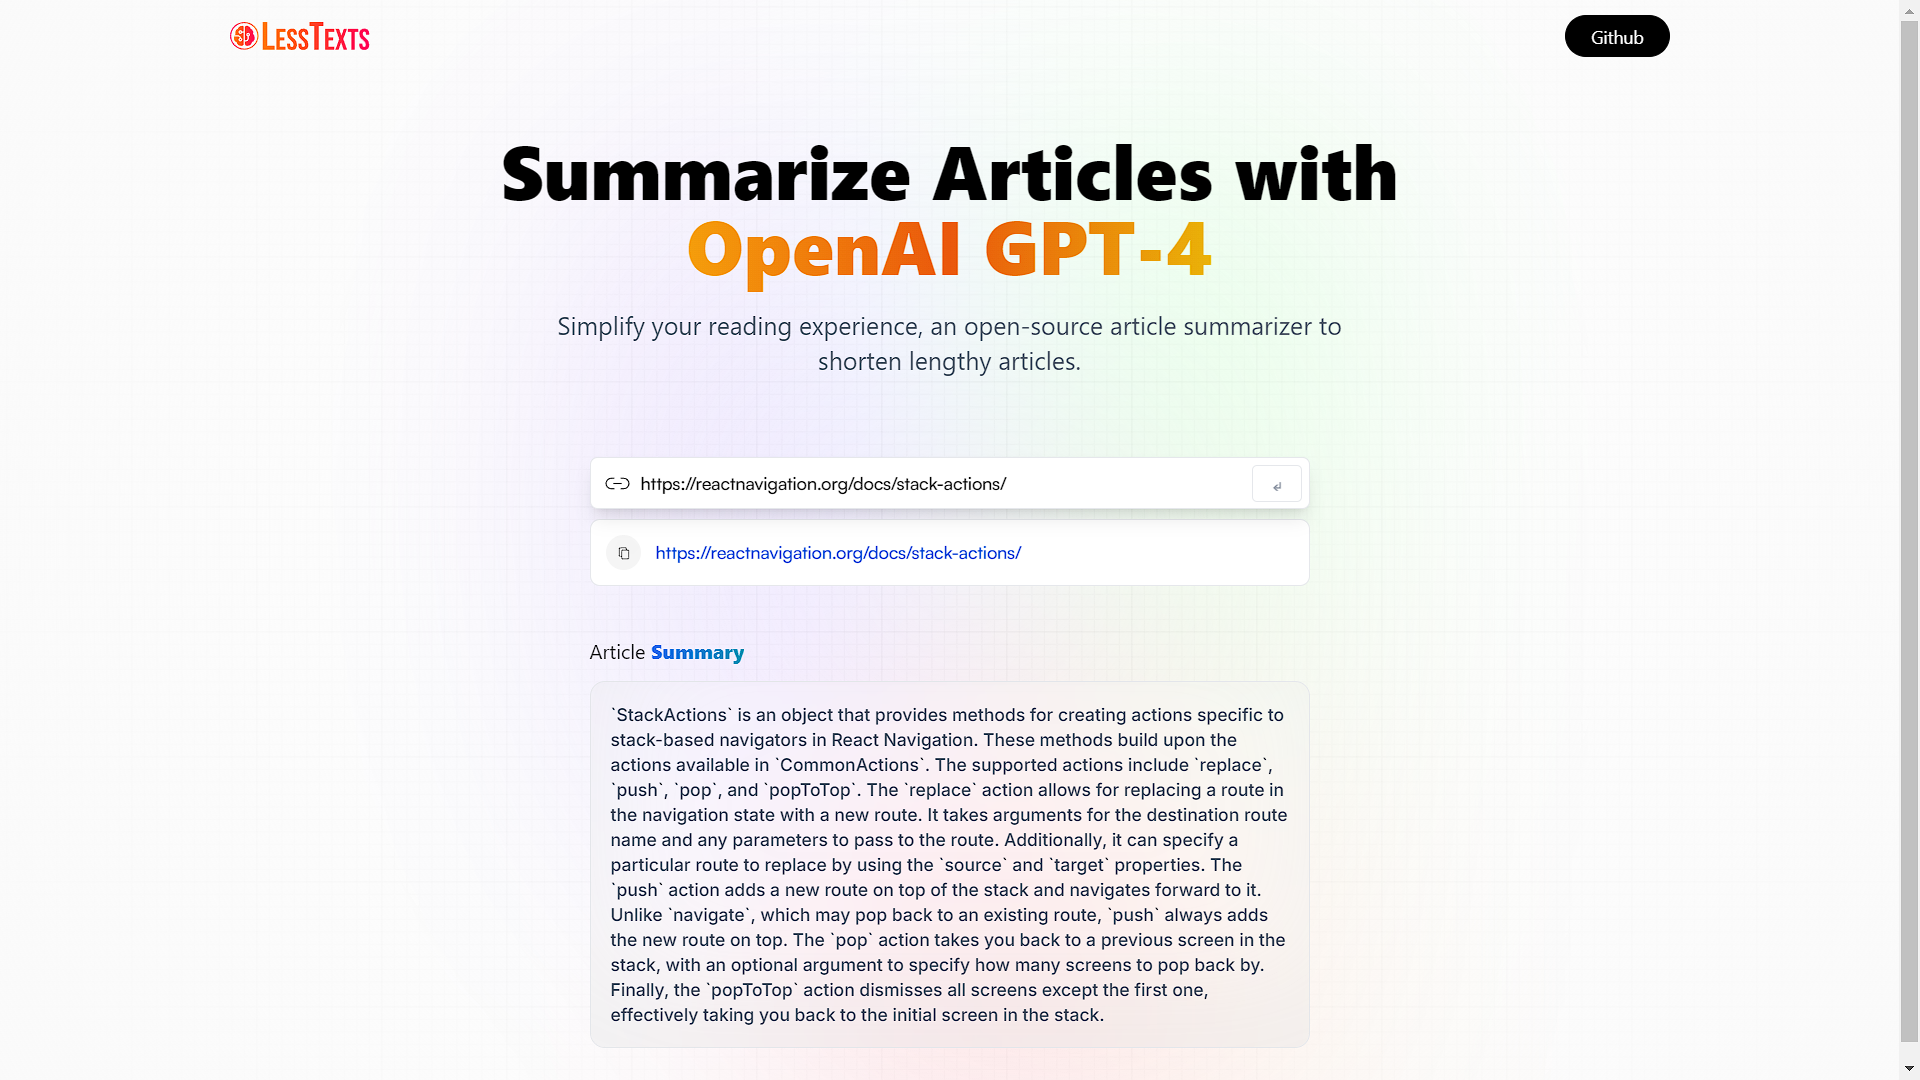 LESSTEXTS
Github
Summarize Articles with
OpenAI GPT-4
Simplify your reading experience, an open-source article summarizer to
shorten lengthy articles.
https://reactnavigation.org/docs/stack-actions/
https://reactnavigation.org/docs/stack-actions/
Article Summary
`StackActions` is an object that provides methods for creating actions specific to
stack-based navigators in React Navigation. These methods build upon the
actions available in `CommonActions`. The supported actions include `replace`,
`push`, `pop`, and `popToTop`. The `replace` action allows for replacing a route in
the navigation state with a new route. It takes arguments for the destination route
name and any parameters to pass to the route. Additionally, it can specify a
particular route to replace by using the `source` and `target` properties. The
`push` action adds a new route on top of the stack and navigates forward to it.
Unlike `navigate`, which may pop back to an existing route, `push` always adds
the new route on top. The `pop` action takes you back to a previous screen in the
stack, with an optional argument to specify how many screens to pop back by.
Finally, the `popToTop` action dismisses all screens except the first one,
effectively taking you back to the initial screen in the stack.